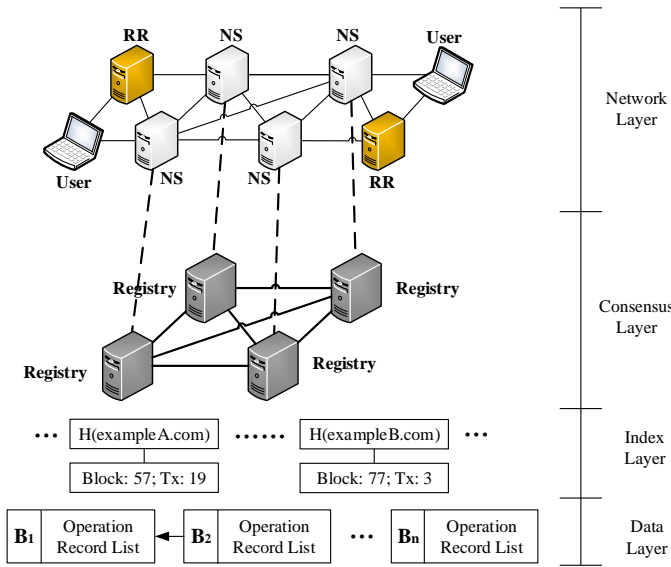 RR
NS
NS
User
User
NS
NS
RR
Network
Layer
Registry
Registry
Registry
Registry
Consensus
Layer
••• H(exampleA.com) •••••• H(exampleB.com) •••
Block: 57; Tx: 19
Block: 77; Tx: 3
Index
Layer
B1 Operation
Record List
B2 Operation
Record List
•••
Bn Operation
Record List
Data
Layer